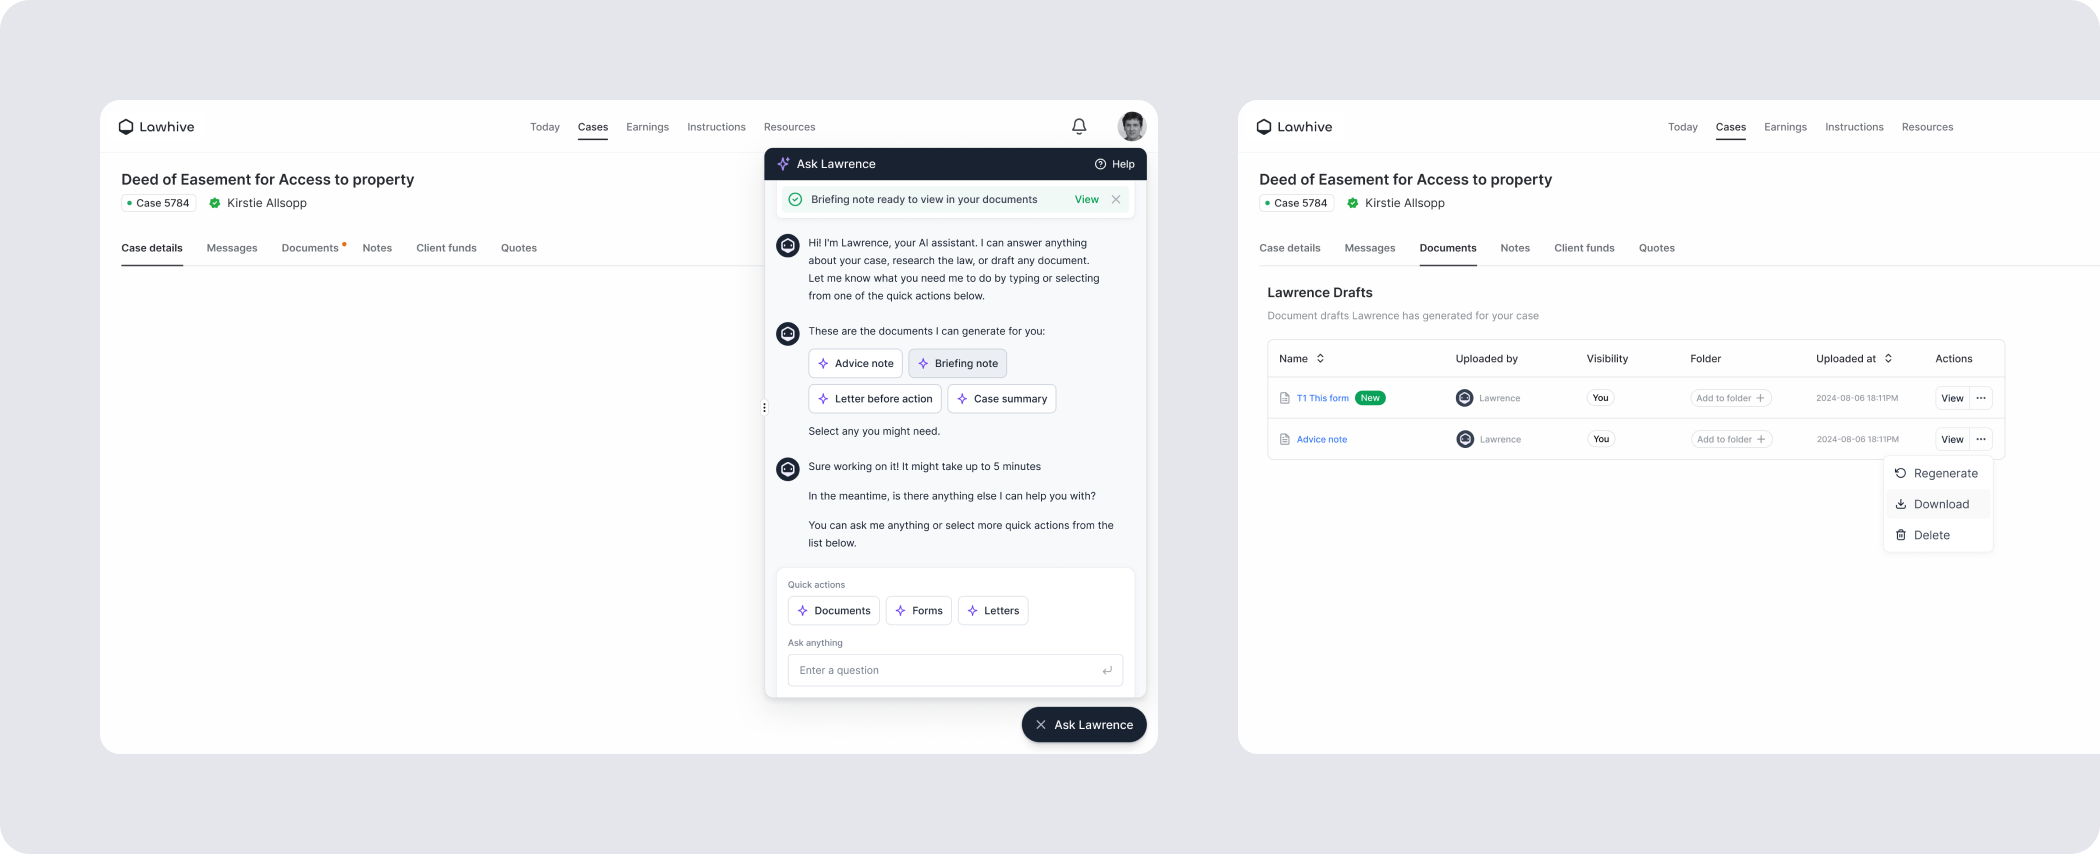 Lawhive
Today Cases Earnings Instructions Resources
Deed of Easement for Access to property
Case 5784 Kirstie Allsopp
Case details Messages Documents Notes Client funds Quotes
Ask Lawrence Help
Briefing note ready to view in your documents View
Hi! I'm Lawrence, your AI assistant. I can answer anything
about your case, research the law, or draft any document.
Let me know what you need me to do by typing or selecting
from one of the quick actions below.
These are the documents I can generate for you:
Advice note Briefing note
Letter before action Case summary
Select any you might need.
Sure working on it! It might take up to 5 minutes
In the meantime, is there anything else I can help you with?
You can ask me anything or select more quick actions from the
list below.
Quick actions
Documents Forms Letters
Ask anything
Enter a question
Ask Lawrence
Lawhive
Today Cases Earnings Instructions Resources
Deed of Easement for Access to property
Case 5784 Kirstie Allsopp
Case details Messages Documents Notes Client funds Quotes
Lawrence Drafts
Document drafts Lawrence has generated for your case
Name Uploaded by Visibility Folder Uploaded at Actions
T1 This form New Lawrence You Add to folder 2024-08-06 18:11PM View
Advice note Lawrence You Add to folder 2024-08-06 18:11PM View
Regenerate
Download
Delete